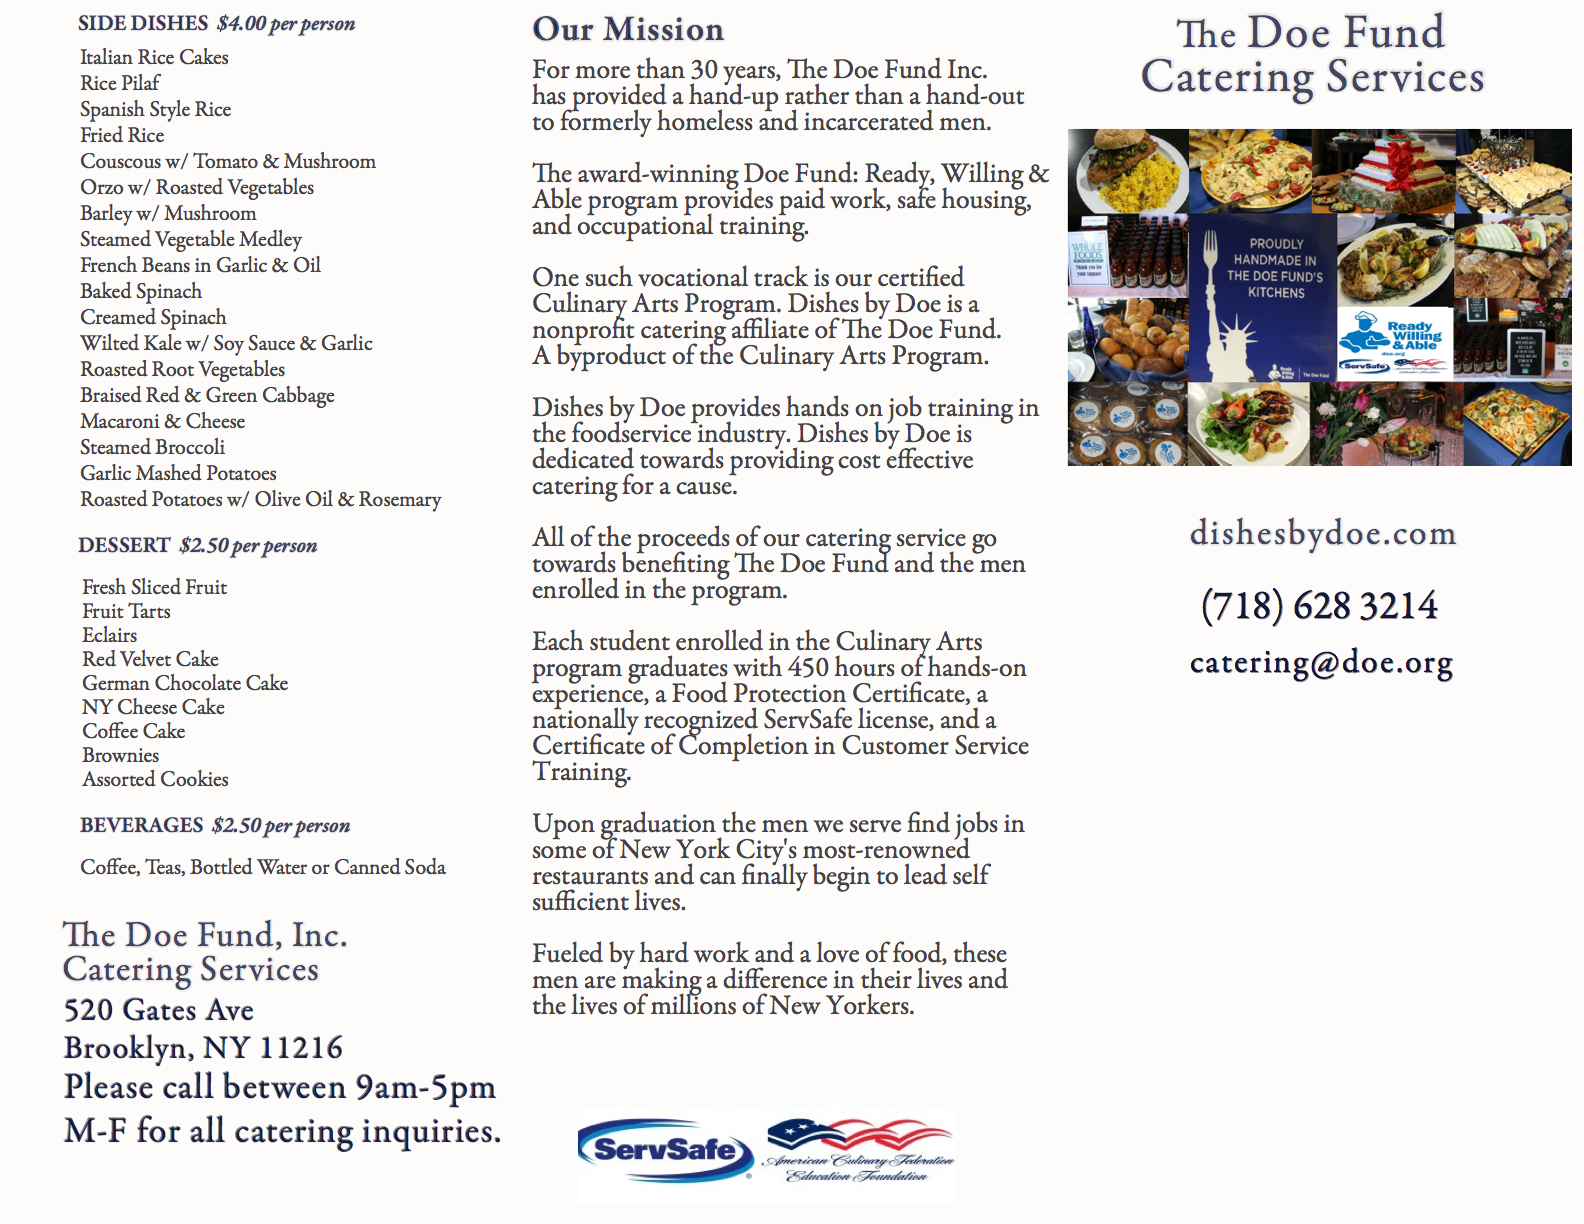 SIDE DISHES $4.00 per person
Italian Rice Cakes
Rice Pilaf
Spanish Style Rice
Fried Rice
Couscous w/ Tomato & Mushroom
Orzo w/ Roasted Vegetables
Barley w/ Mushroom
Steamed Vegetable Medley
French Beans in Garlic & Oil
Baked Spinach
Creamed Spinach
Wilted Kale w/ Soy Sauce & Garlic
Roasted Root Vegetables
Braised Red & Green Cabbage
Macaroni & Cheese
Steamed Broccoli
Garlic Mashed Potatoes
Roasted Potatoes w/ Olive Oil & Rosemary
DESSERT $2.50 per person
Fresh Sliced Fruit
Fruit Tarts
Eclairs
Red Velvet Cake
German Chocolate Cake
NY Cheese Cake
Coffee Cake
Brownies
Assorted Cookies
BEVERAGES $2.50 per person
Coffee, Teas, Bottled Water or Canned Soda
The Doe Fund, Inc.
Catering Services
520 Gates Ave
Brooklyn, NY 11216
Please call between 9am-5pm
M-F for all catering inquiries.
Our Mission
For more than 30 years, The Doe Fund Inc.
has provided a hand-up rather than a hand-out
to formerly homeless and incarcerated men.
The award-winning Doe Fund: Ready, Willing &
Able program provides paid work, safe housing,
and occupational training.
One such vocational track is our certified
Culinary Arts Program. Dishes by Doe is a
nonprofit catering affiliate of The Doe Fund.
A byproduct of the Culinary Arts Program.
Dishes by Doe provides hands on job training in
the foodservice industry. Dishes by Doe is
dedicated towards providing cost effective
catering for a cause.
All of the proceeds of our catering service go
towards benefiting The Doe Fund and the men
enrolled in the program.
Each student enrolled in the Culinary Arts
program graduates with 450 hours of hands-on
experience, a Food Protection Certificate, a
nationally recognized ServSafe license, and a
Certificate of Completion in Customer Service
Training.
Upon graduation the men we serve find jobs in
some of New York City's most-renowned
restaurants and can finally begin to lead self
sufficient lives.
Fueled by hard work and a love of food, these
men are making a difference in their lives and
the lives of millions of New Yorkers.
ServSafe
American Culinary Federation
Education Foundation
The Doe Fund
Catering Services
WHOLE
FOODS
Thank you for
your support
PROUDLY
HANDMADE IN
THE DOE FUND'S
KITCHENS
Ready
Willing
& Able
The Doe Fund
Ready
Willing
& Able
doe.org
ServSafe
dishesbydoe.com
(718) 628 3214
catering@doe.org